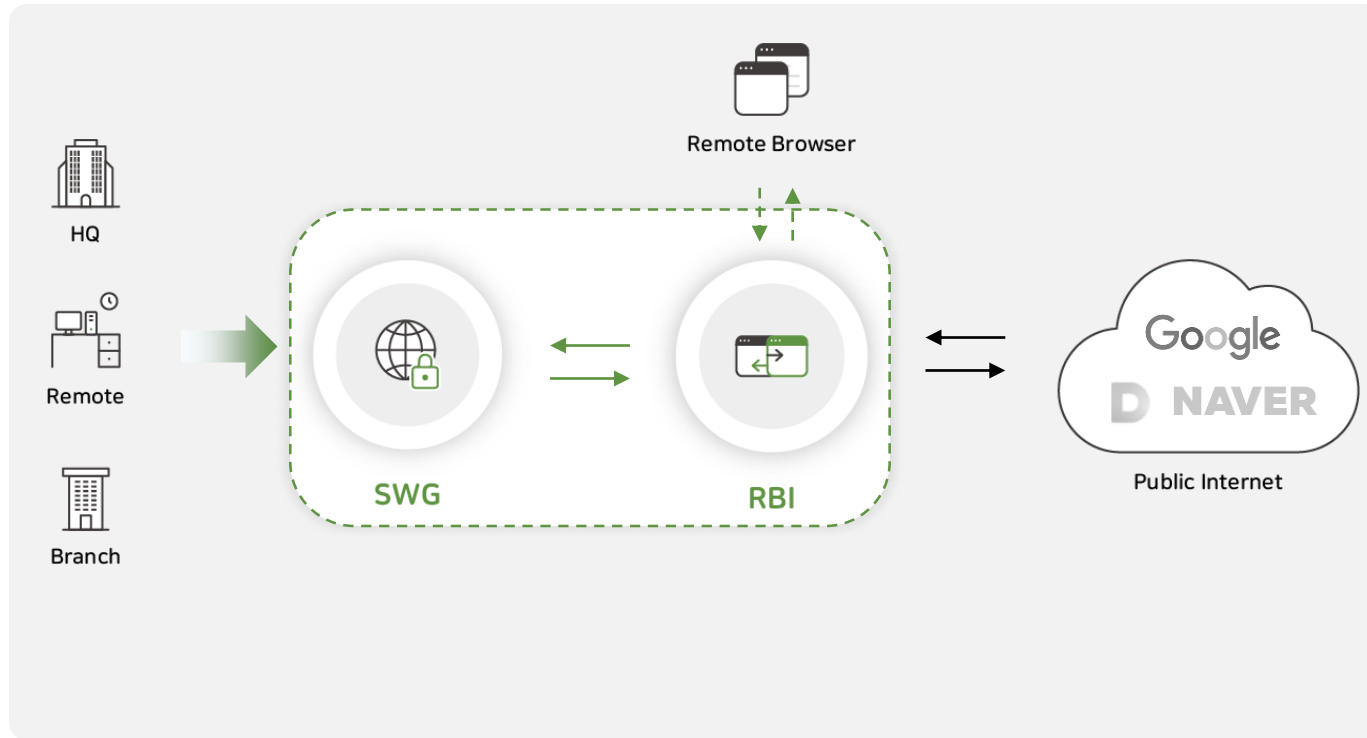 Remote Browser
HQ
Remote
Branch
SWG
RBI
Google
D NAVER
Public Internet